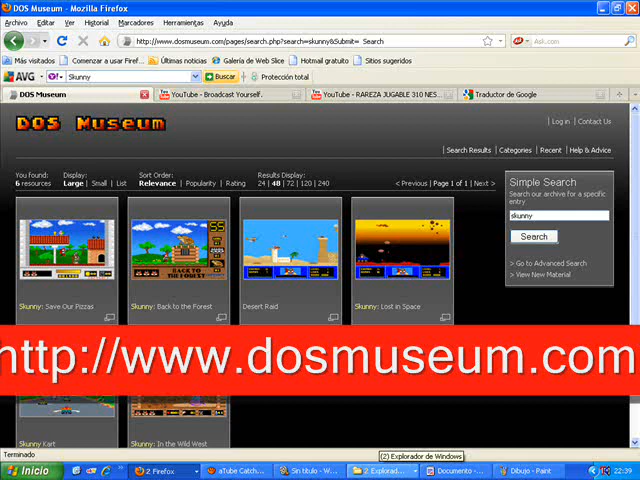 DOS Museum - Mozilla Firefox
Archivo Editar Ver Historial Marcadores Herramientas Ayuda
http://www.dosmuseum.com/pages/search.php?search=skunny&Submit= Search
Ask.com
Más visitados Comenzar a usar Firef... Últimas noticias Galería de Web Slice Hotmail gratuito Sitios sugeridos
AVG Y! Skunny Buscar Protección total
DOS Museum YouTube - Broadcast Yourself. YouTube - RAREZA JUGABLE 310 NES... Traductor de Google
DOS Museum
Log in | Contact Us
Search Results | Categories | Recent | Help & Advice
You found: Display: Sort Order: Results Display:
6 resources Large | Small | List Relevance | Popularity | Rating 24 | 48 | 72 | 120 | 240 < Previous | Page 1 of 1 | Next >
Simple Search
Search our archive for a specific entry
skunny
Search
> Go to Advanced Search
> View New Material
BACK TO THE FOREST
Skunny: Save Our Pizzas Skunny: Back to the Forest Desert Raid Skunny: Lost in Space
http://www.dosmuseum.com
Skunny Kart Skunny: In the Wild West
Terminado
(2) Explorador de Windows
Inicio 2 Firefox aTube Catch... Sin titulo - W... 2 Explorad... Documento -... Dibujo - Paint 22:39